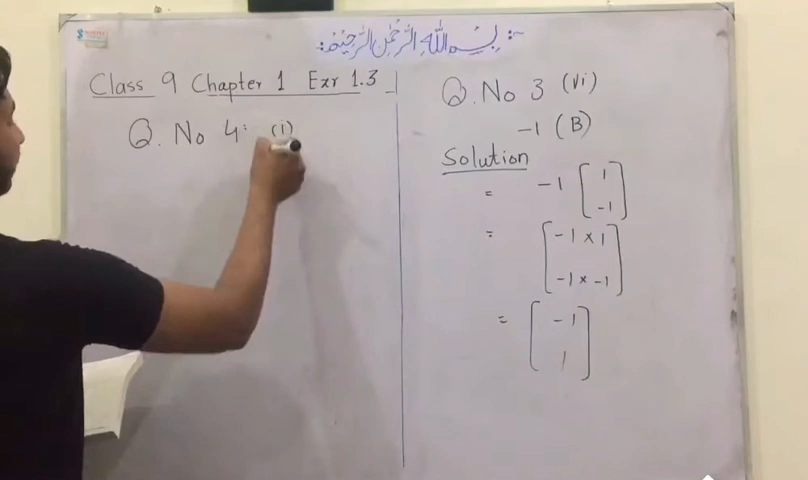 بِسْمِ اللهِ الرَّحْمٰنِ الرَّحِيْمِ
Class 9 Chapter 1 Exr 1.3
Q. No 4: (i)
Q. No 3 (vi)
-1 (B)
Solution
= -1 [1
-1]
= [-1 × 1
-1 × -1]
= [-1
1]